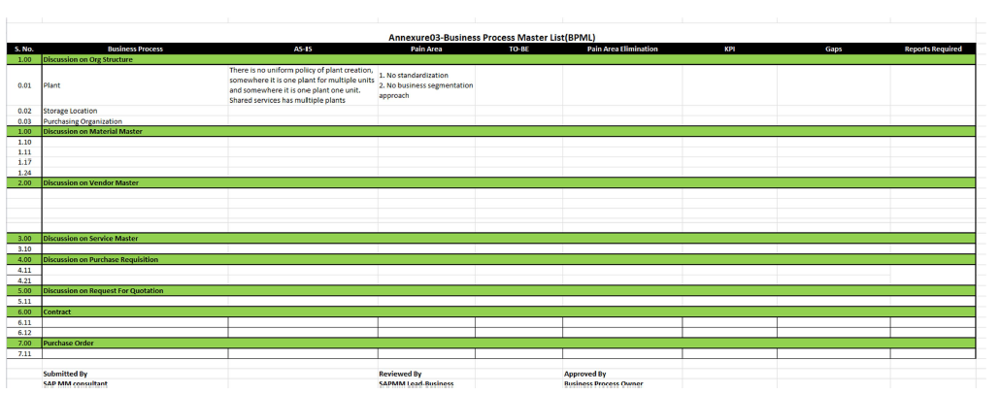 Annexure03-Business Process Master List(BPML)
S. No. Business Process AS-IIS Pain Area TO-BE Pain Area Elimination KPI Gaps Reports Required
1.00 Discussion on Org Structure
There is no uniform poliicy of plant creation,
somewhere it is one plant for multiple units
and somewhere it is one plant one unit.
Shared services has mulltiple plants
1. No standardization
2. No business segmentation
approach
0.01 Plant
0.02 Storage Location
0.03 Purchasing Organization
1.00 Discussion on Material Master
1.10
1.11
1.17
1.24
2.00 Discussion on Vendor Master
3.00 Discussion on Service Master
3.10
4.00 Discussion on Purchase Requisition
4.11
4.21
5.00 Discussion on Request For Quotation
5.11
6.00 Contract
6.11
6.12
7.00 Purchase Order
7.11
Submitted By Reviewed By Approved By
SAP MM consultant SAPMM Lead-Business Business Process Owner